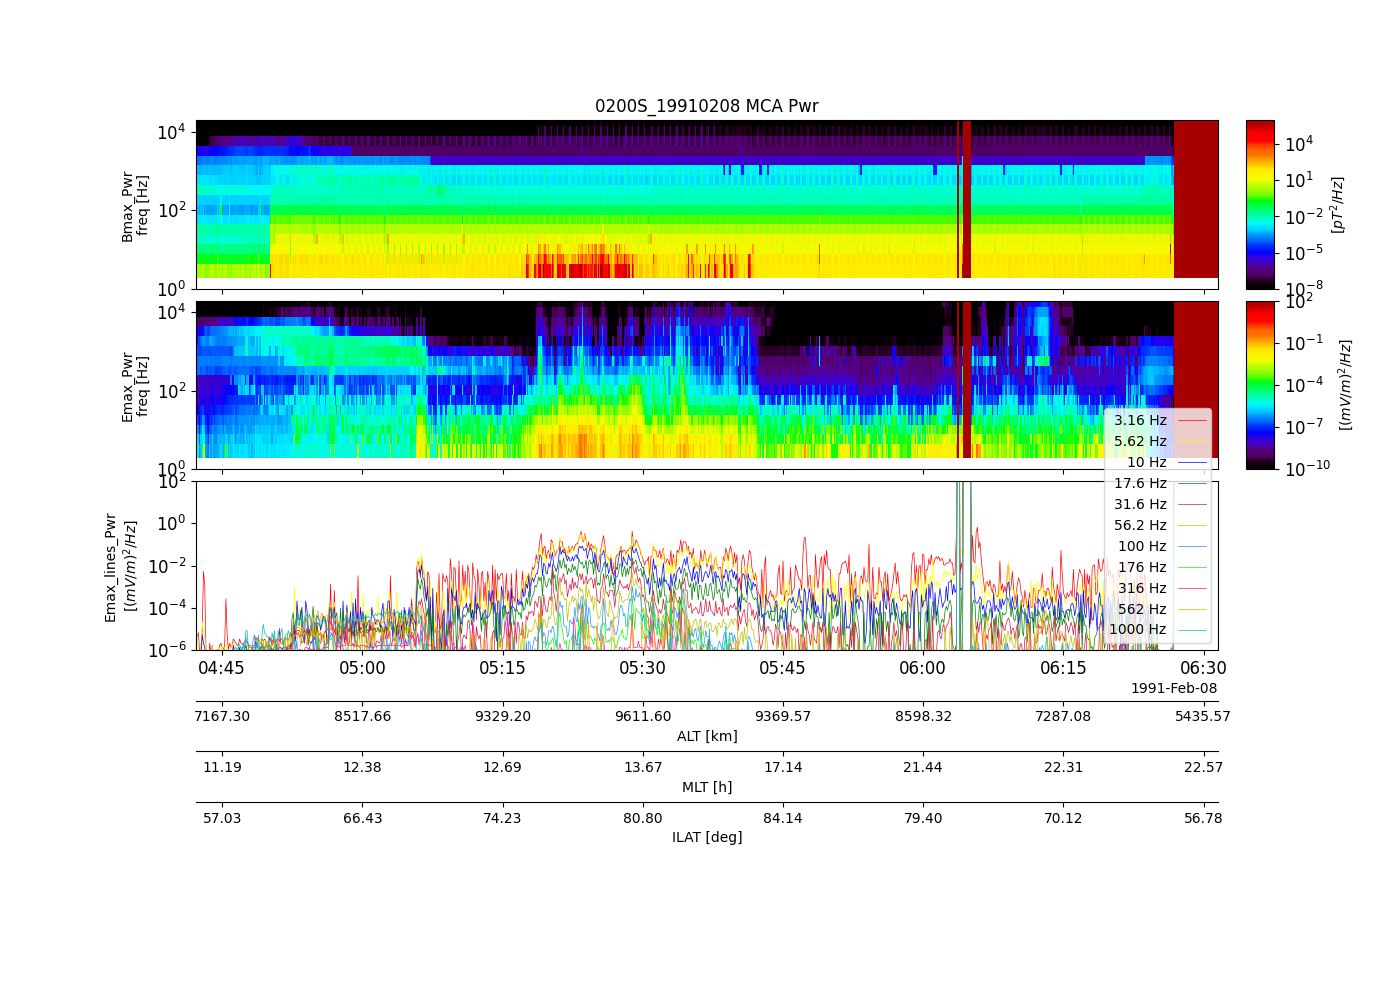 0200S_19910208 MCA Pwr
Bmax_Pwr
freq [Hz]
10^4
10^2
10^0
10^4
10^1
10^-2
10^-5
10^-8
[pT^2/Hz]
Emax_Pwr
freq [Hz]
10^4
10^2
10^0
10^2
10^-1
10^-4
10^-7
10^-10
[(mV/m)^2/Hz]
Emax_lines_Pwr
[(mV/m)^2/Hz]
10^2
10^0
10^-2
10^-4
10^-6
3.16 Hz
5.62 Hz
10 Hz
17.6 Hz
31.6 Hz
56.2 Hz
100 Hz
176 Hz
316 Hz
562 Hz
1000 Hz
04:45 05:00 05:15 05:30 05:45 06:00 06:15 06:30
1991-Feb-08
7167.30 8517.66 9329.20 9611.60 9369.57 8598.32 7287.08 5435.57
ALT [km]
11.19 12.38 12.69 13.67 17.14 21.44 22.31 22.57
MLT [h]
57.03 66.43 74.23 80.80 84.14 79.40 70.12 56.78
ILAT [deg]